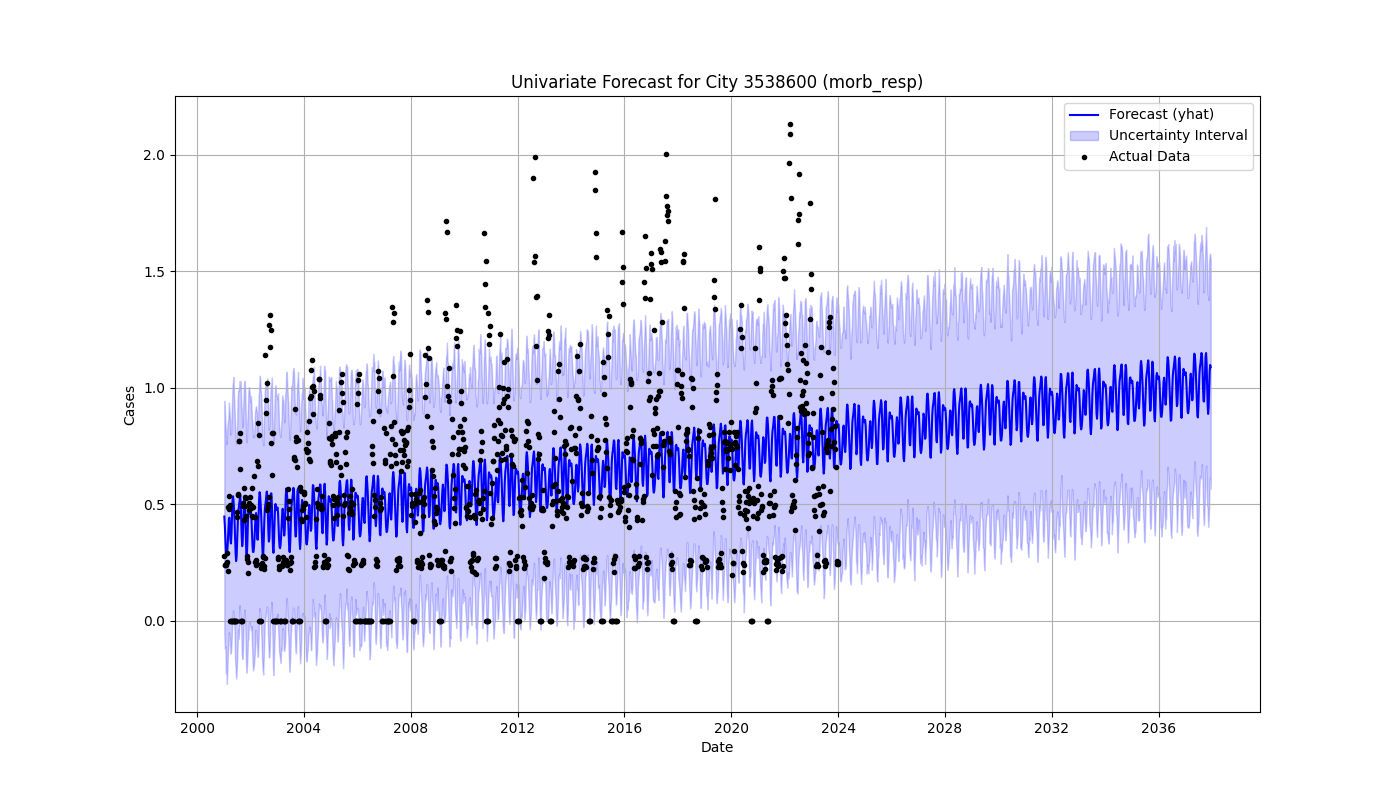 Univariate Forecast for City 3538600 (morb_resp)
Forecast (yhat)
Uncertainty Interval
Actual Data
Cases
2.0
1.5
1.0
0.5
0.0
2000 2004 2008 2012 2016 2020 2024 2028 2032 2036
Date